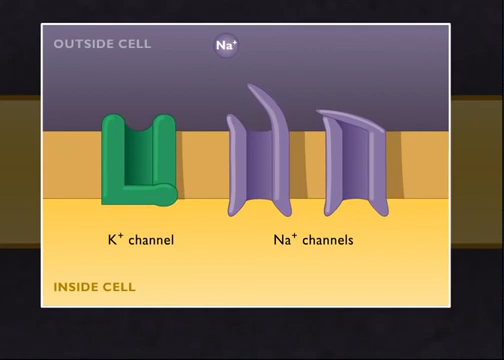 OUTSIDE CELL
Na⁺
K⁺ channel
Na⁺ channels
INSIDE CELL